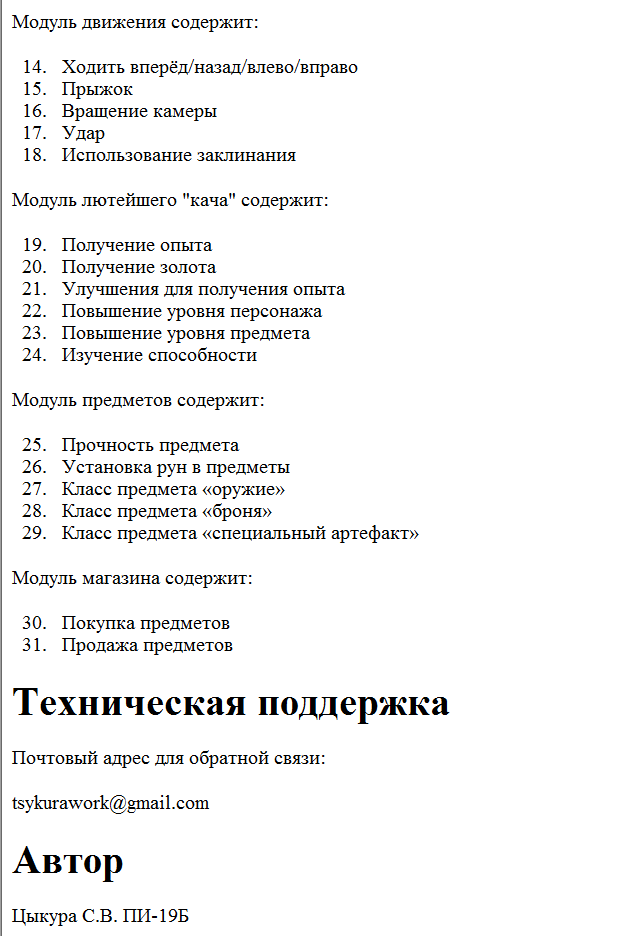 Модуль движения содержит:
14. Ходить вперёд/назад/влево/вправо
15. Прыжок
16. Вращение камеры
17. Удар
18. Использование заклинания
Модуль лютейшего "кача" содержит:
19. Получение опыта
20. Получение золота
21. Улучшения для получения опыта
22. Повышение уровня персонажа
23. Повышение уровня предмета
24. Изучение способности
Модуль предметов содержит:
25. Прочность предмета
26. Установка рун в предметы
27. Класс предмета «оружие»
28. Класс предмета «броня»
29. Класс предмета «специальный артефакт»
Модуль магазина содержит:
30. Покупка предметов
31. Продажа предметов
Техническая поддержка
Почтовый адрес для обратной связи:
tsykurawork@gmail.com
Автор
Цыкура С.В. ПИ-19Б